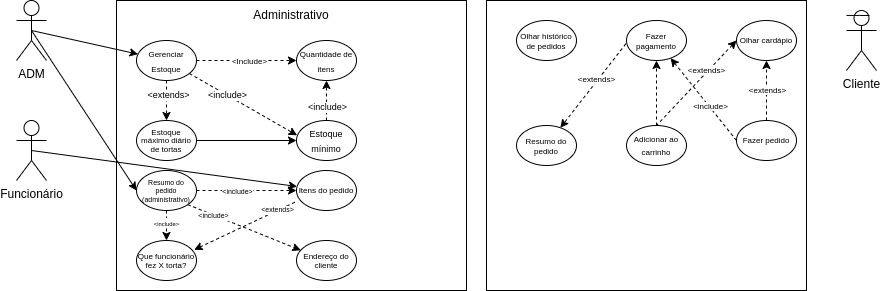 Administrativo
ADM
Funcionário
Cliente
Gerenciar
Estoque
<Include>
Quantidade de
itens
<extends>
<include>
<include>
Estoque
máximo diário
de tortas
Estoque
mínimo
Resumo do
pedido
(administrativo)
<include>
Itens do pedido
<extends>
<include>
<include>
Que funcionário
fez X torta?
Endereço do
cliente
Olhar histórico
de pedidos
Fazer
pagamento
Olhar cardápio
<extends>
<extends>
<extends>
<include>
Resumo do
pedido
Adicionar ao
carrinho
Fazer pedido